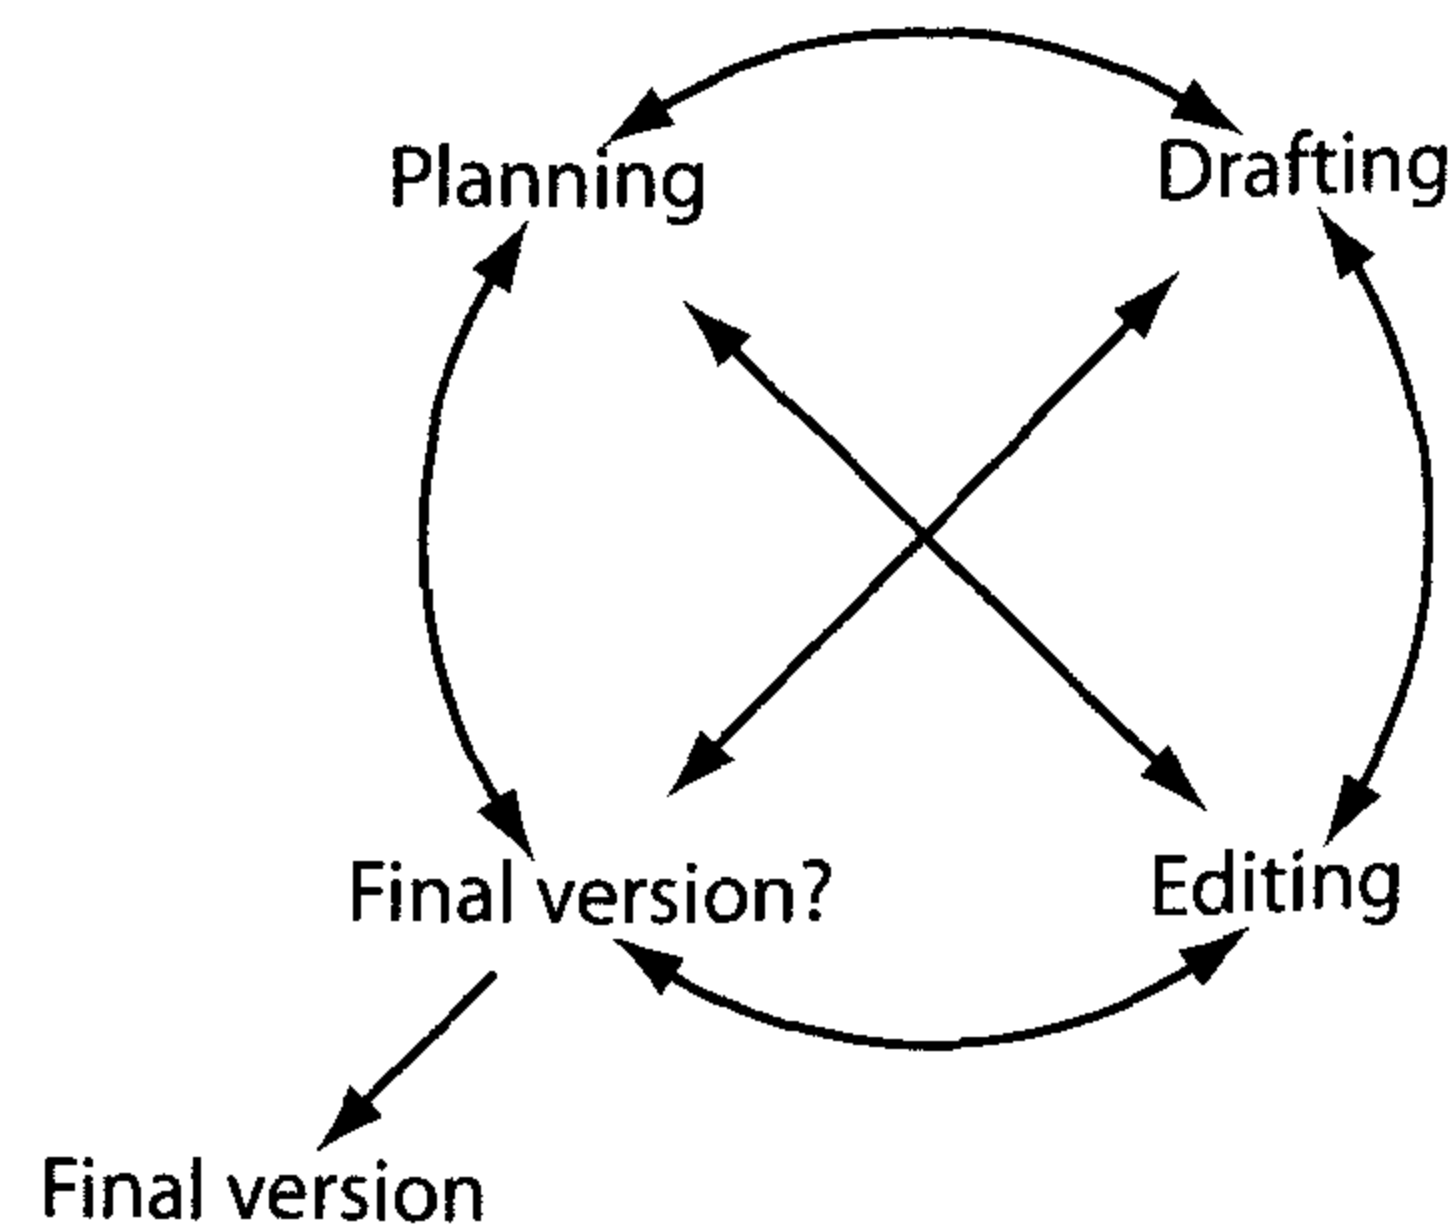 Planning
Drafting
Final version?
Editing
Final version